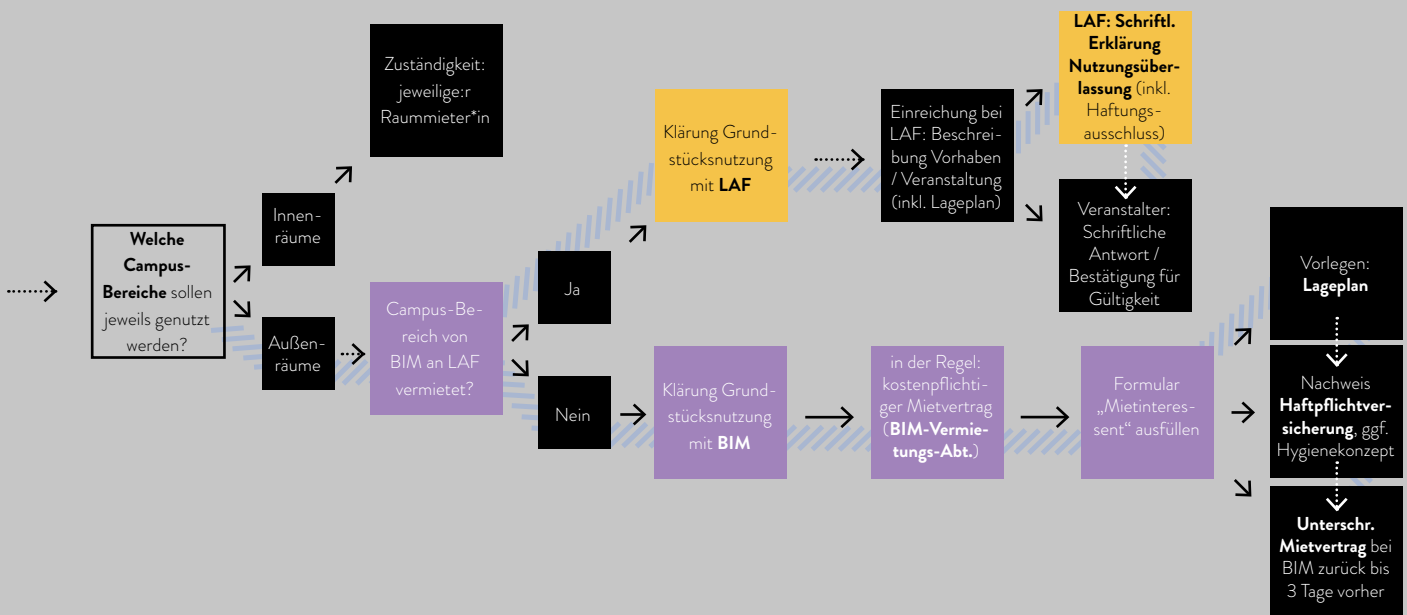 Welche
Campus-
Bereiche sollen
jeweils genutzt
werden?
Innen-
räume
Zuständigkeit:
jeweilige:r
Raummieter*in
Außen-
räume
Campus-Be-
reich von
BIM an LAF
vermietet?
Ja
Klärung Grund-
stücksnutzung
mit LAF
Einreichung bei
LAF: Beschrei-
bung Vorhaben
/ Veranstaltung
(inkl. Lageplan)
LAF: Schriftl.
Erklärung
Nutzungsüber-
lassung (inkl.
Haftungs-
ausschluss)
Veranstalter:
Schriftliche
Antwort /
Bestätigung für
Gültigkeit
Nein
Klärung Grund-
stücksnutzung
mit BIM
in der Regel:
kostenpflichti-
ger Mietvertrag
(BIM-Vermie-
tungs-Abt.)
Formular
„Mietinteres-
sent“ ausfüllen
Vorlegen:
Lageplan
Nachweis
Haftpflichtver-
sicherung, ggf.
Hygienekonzept
Unterschr.
Mietvertrag bei
BIM zurück bis
3 Tage vorher